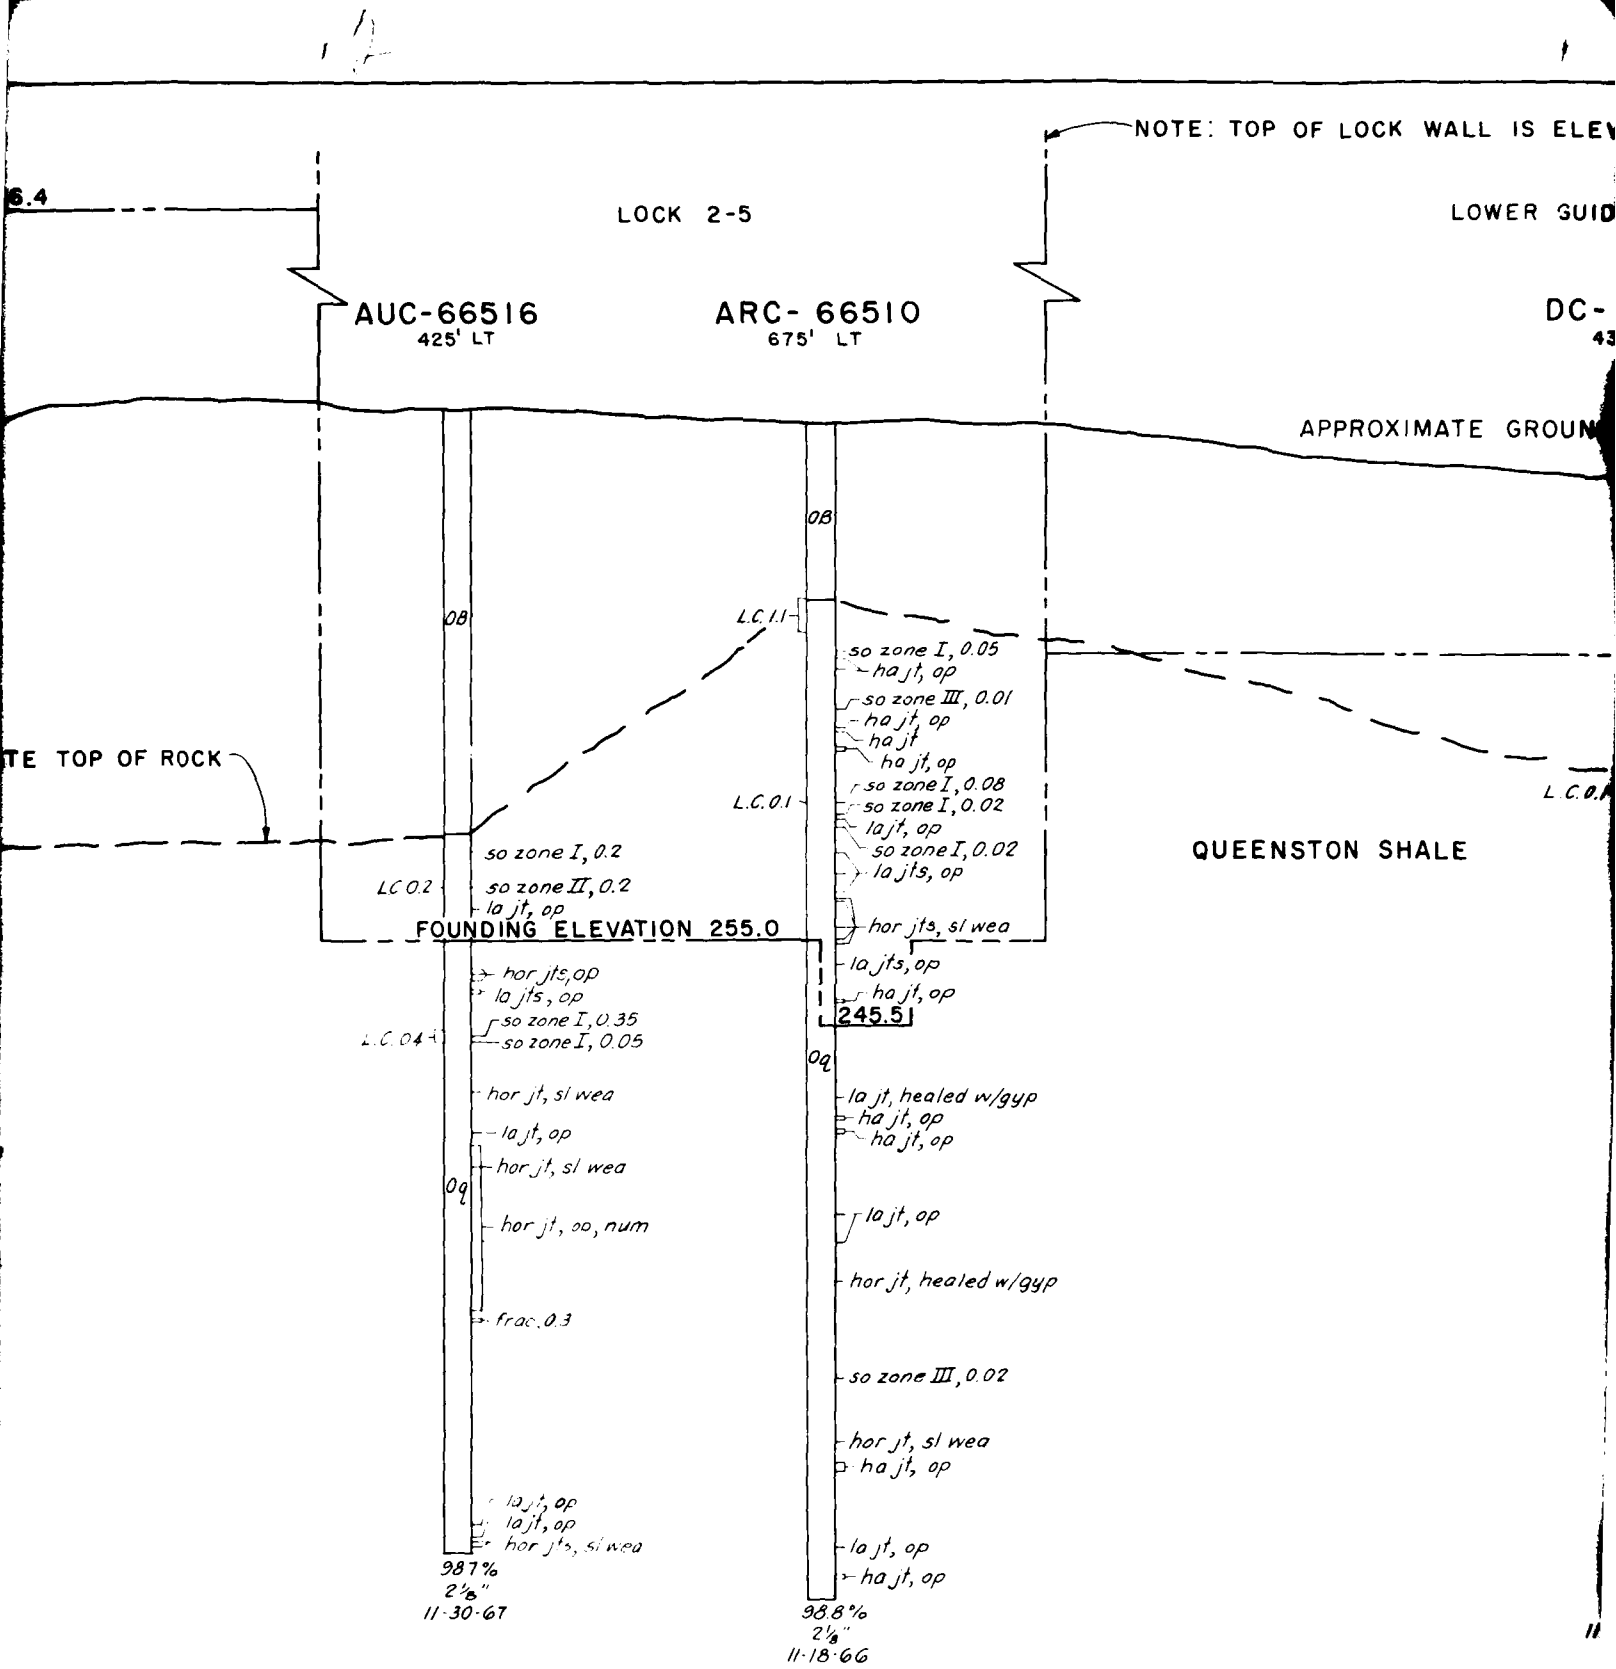 NOTE: TOP OF LOCK WALL IS ELEV
6.4
LOCK 2-5
LOWER GUID
AUC-66516
425' LT
ARC- 66510
675' LT
DC-
43
APPROXIMATE GROUN
OB
OB
L.C. 1.1
so zone I, 0.05
ha jt, op
so zone III, 0.01
ha jt, op
ha jt
ha jt, op
so zone I, 0.08
L.C. 0.1
so zone I, 0.02
la jt, op
so zone I, 0.02
la jts, op
hor jts, sl wea
la jts, op
ha jt, op
245.5
Oq
la jt, healed w/gyp
ha jt, op
ha jt, op
la jt, op
hor jt, healed w/gyp
so zone III, 0.02
hor jt, sl wea
ha jt, op
la jt, op
ha jt, op
98.8%
2 1/8"
11-18-66
TE TOP OF ROCK
so zone I, 0.2
LC 0.2
so zone II, 0.2
la jt, op
FOUNDING ELEVATION 255.0
hor jts, op
la jts, op
so zone I, 0.35
L.C. 0.4
so zone I, 0.05
hor jt, sl wea
la jt, op
hor jt, sl wea
Oq
hor jt, op, num
frac, 0.3
la jt, op
la jt, op
hor jts, sl wea
98.7%
2 1/8"
11-30-67
L.C. 0.1
QUEENSTON SHALE
11